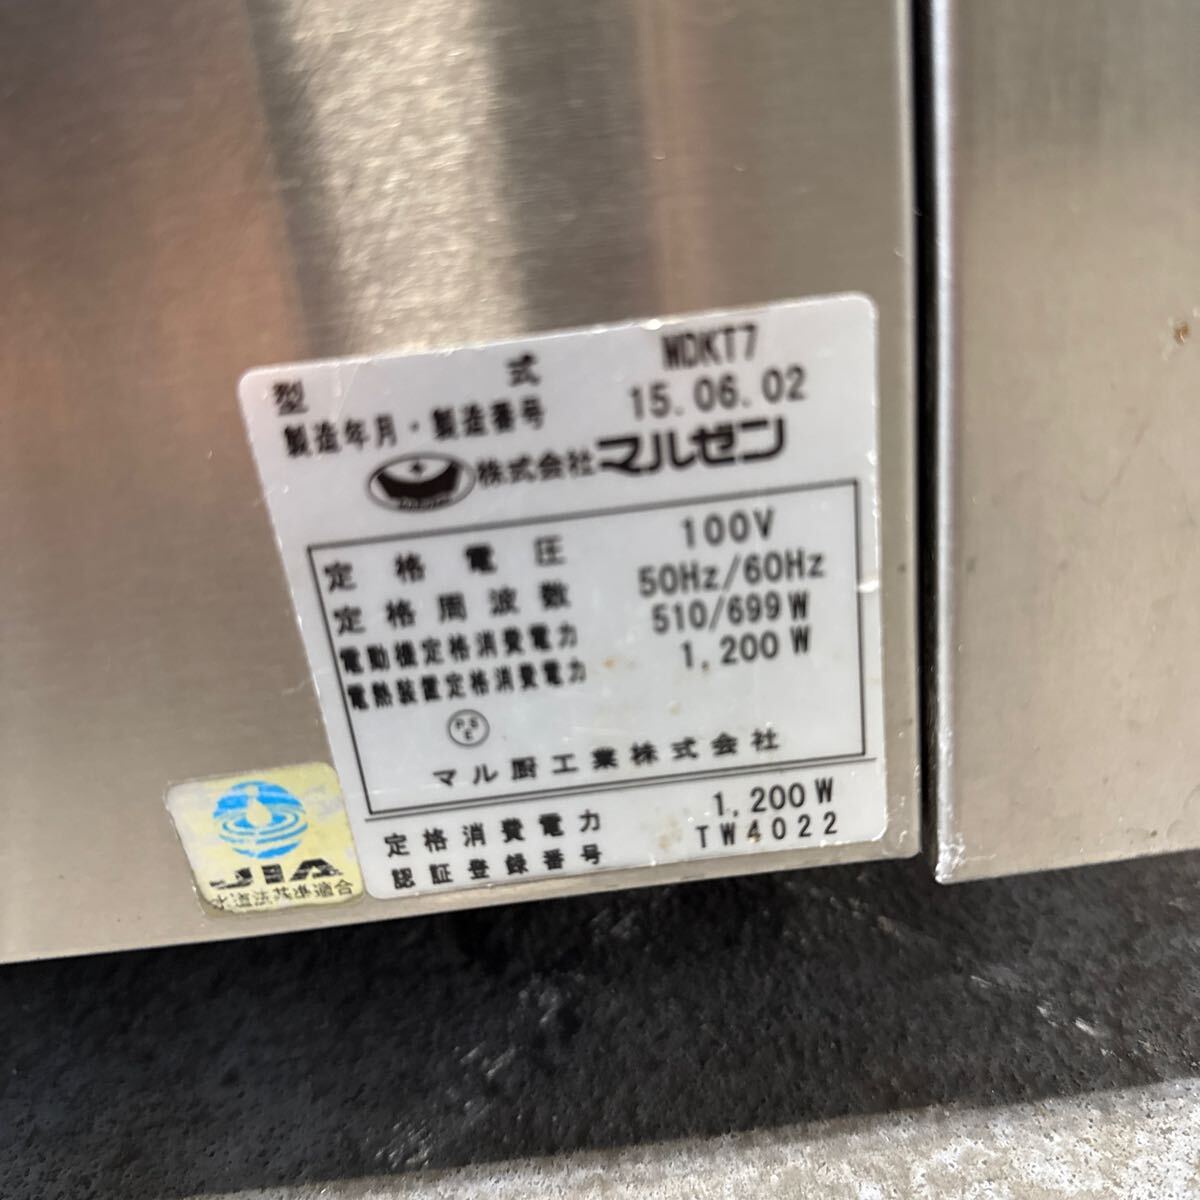 型式 MDKT7
製造年月・製造番号 15.06.02
株式会社マルゼン
定格電圧 100V
定格周波数 50Hz/60Hz
電動機定格消費電力 510/699W
電熱装置定格消費電力 1,200W
PSE
マル厨工業株式会社
定格消費電力 1,200W
認証登録番号 TW4022
JIA
水道法基準適合